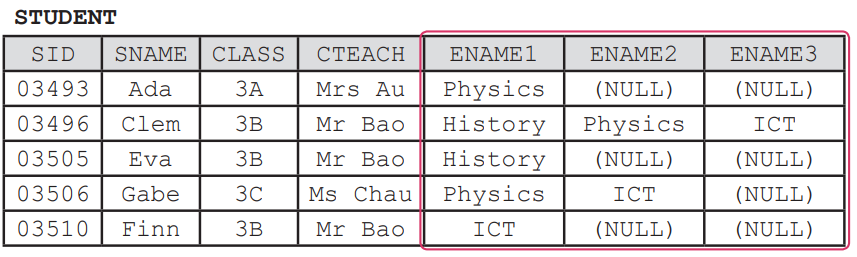 STUDENT
SID SNAME CLASS CTEACH ENAME1 ENAME2 ENAME3
03493 Ada 3A Mrs Au Physics (NULL) (NULL)
03496 Clem 3B Mr Bao History Physics ICT
03505 Eva 3B Mr Bao History (NULL) (NULL)
03506 Gabe 3C Ms Chau Physics ICT (NULL)
03510 Finn 3B Mr Bao ICT (NULL) (NULL)